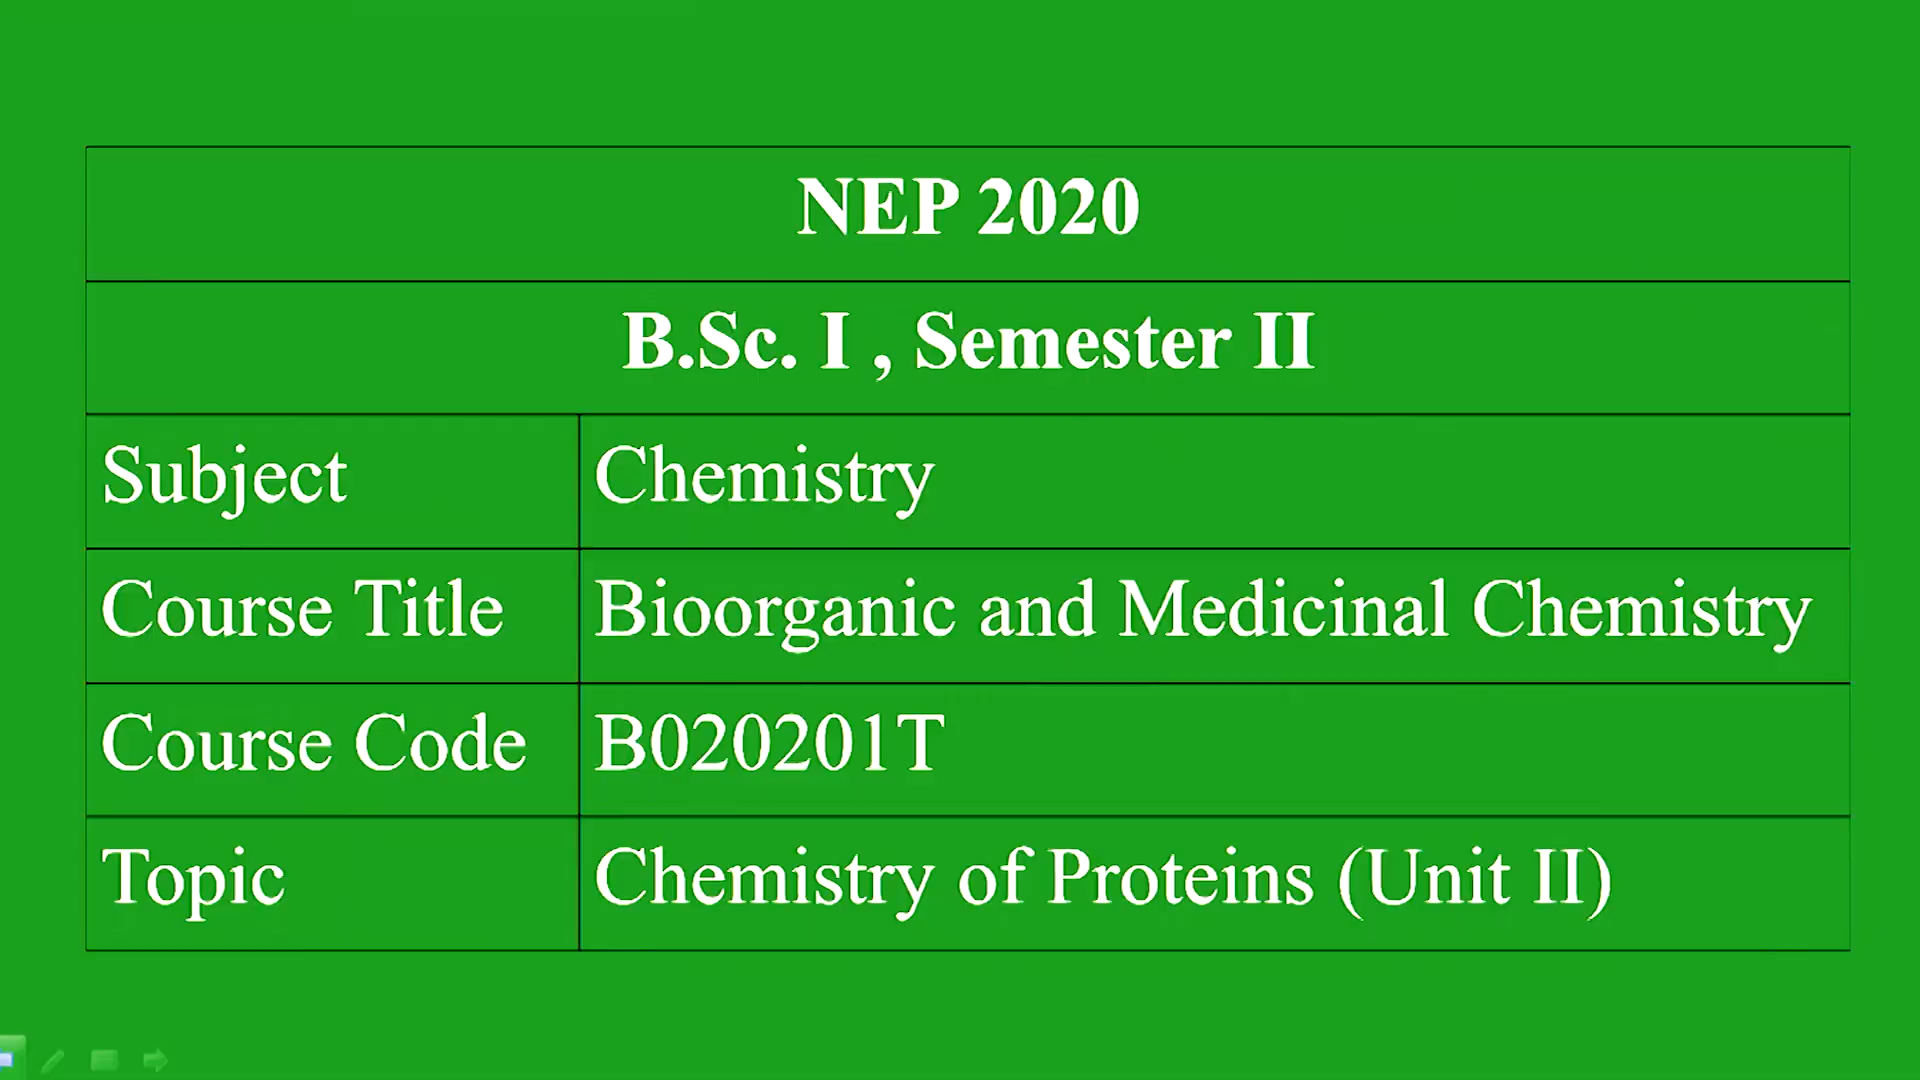 NEP 2020
B.Sc. I , Semester II
Subject Chemistry
Course Title Bioorganic and Medicinal Chemistry
Course Code B020201T
Topic Chemistry of Proteins (Unit II)